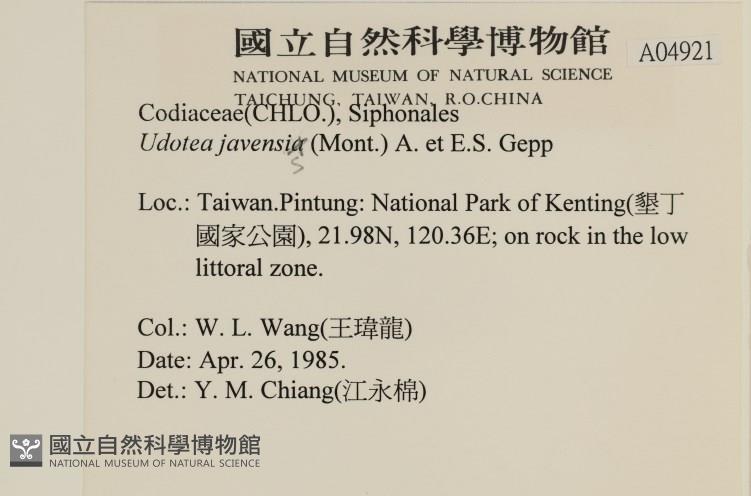 國立自然科學博物館
A04921
NATIONAL MUSEUM OF NATURAL SCIENCE
TAICHUNG, TAIWAN, R.O.CHINA
Codiaceae(CHLO.), Siphonales
Udotea javensia (Mont.) A. et E.S. Gepp
s
Loc.: Taiwan.Pintung: National Park of Kenting(墾丁
國家公園), 21.98N, 120.36E; on rock in the low
littoral zone.
Col.: W. L. Wang(王瑋龍)
Date: Apr. 26, 1985.
Det.: Y. M. Chiang(江永棉)
國立自然科學博物館
NATIONAL MUSEUM OF NATURAL SCIENCE